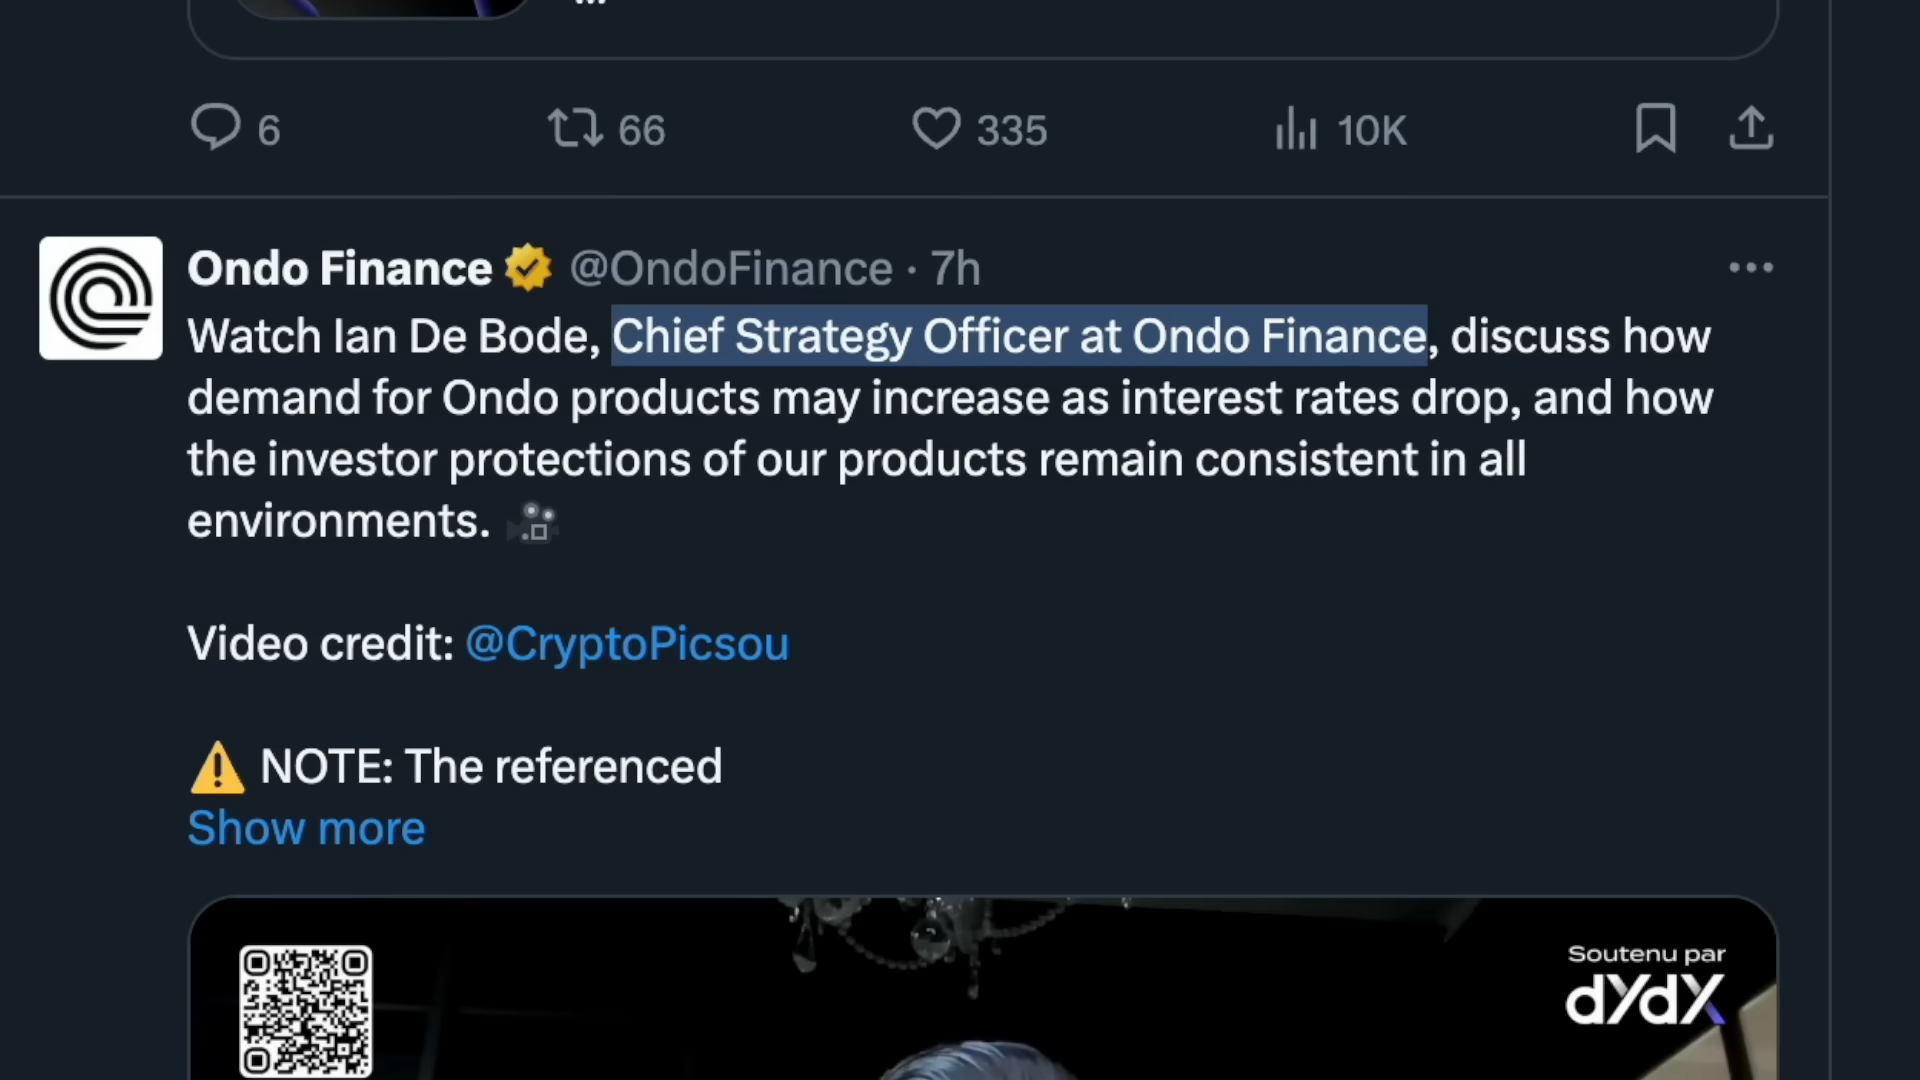 6 66 335 10K
Ondo Finance @OndoFinance · 7h
Watch Ian De Bode, Chief Strategy Officer at Ondo Finance, discuss how
demand for Ondo products may increase as interest rates drop, and how
the investor protections of our products remain consistent in all
environments.
Video credit: @CryptoPicsou
⚠️ NOTE: The referenced
Show more
Soutenu par
dYdX